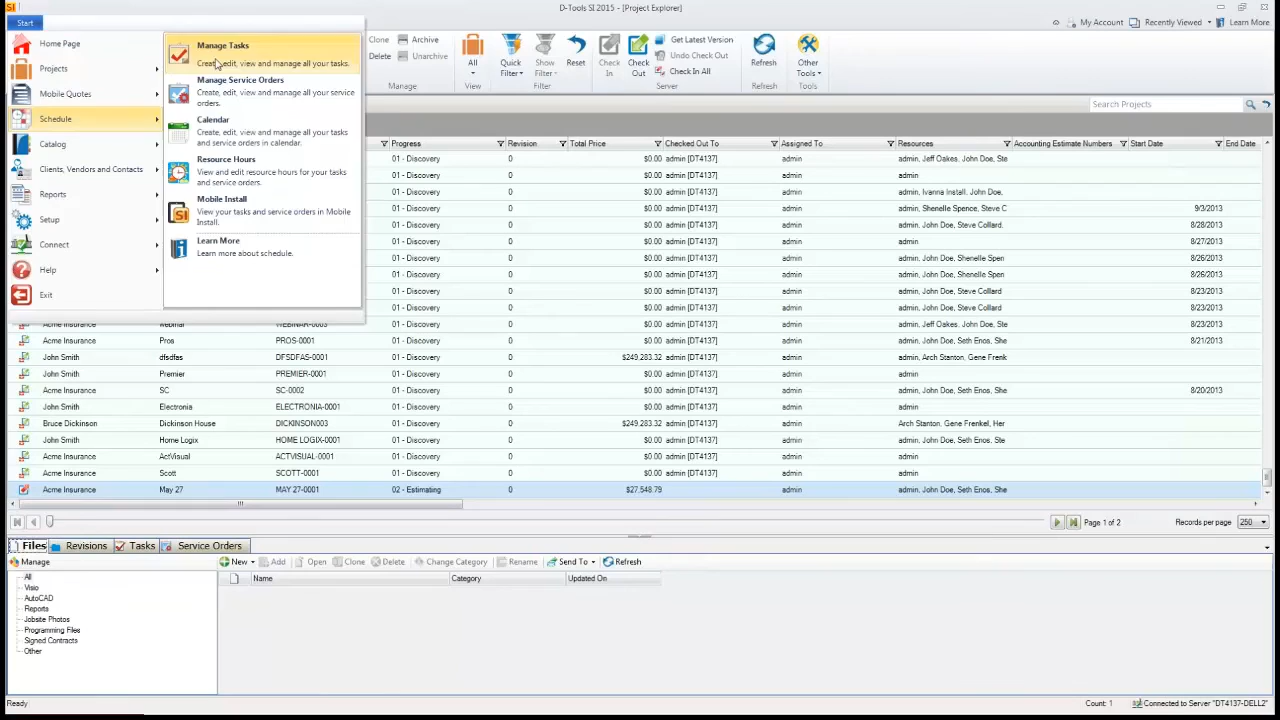 SI
D-Tools SI 2015 - [Project Explorer]
Start
My Account
Recently Viewed
Learn More
Home Page
Projects
Mobile Quotes
Schedule
Catalog
Clients, Vendors and Contacts
Reports
Setup
Connect
Help
Exit
Manage Tasks
Create, edit, view and manage all your tasks.
Manage Service Orders
Create, edit, view and manage all your service
orders.
Calendar
Create, edit, view and manage all your tasks
and service orders in calendar.
Resource Hours
View and edit resource hours for your tasks
and service orders.
Mobile Install
View your tasks and service orders in Mobile
Install.
Learn More
Learn more about schedule.
Clone Archive
Delete Unarchive
Manage
All
View
Quick Filter
Show Filter
Reset
Filter
Check In
Check Out
Get Latest Version
Undo Check Out
Check In All
Server
Refresh
Refresh
Other Tools
Tools
Search Projects
Progress Revision Total Price Checked Out To Assigned To Resources Accounting Estimate Numbers Start Date End Date
01 - Discovery 0 $0.00 admin [DT4137] admin admin, Jeff Oakes, John Doe, Ste
01 - Discovery 0 $0.00 admin [DT4137] admin admin
01 - Discovery 0 $0.00 admin [DT4137] admin admin, Ivanna Install, John Doe,
01 - Discovery 0 $0.00 admin [DT4137] admin admin, Shenelle Spence, Steve C 9/3/2013
01 - Discovery 0 $0.00 admin [DT4137] admin admin, John Doe, Steve Collard, 8/28/2013
01 - Discovery 0 $0.00 admin [DT4137] admin admin 8/27/2013
01 - Discovery 0 $0.00 admin [DT4137] admin admin, John Doe, Shenelle Spen 8/26/2013
01 - Discovery 0 $0.00 admin [DT4137] admin admin, John Doe, Shenelle Spen 8/26/2013
01 - Discovery 0 $0.00 admin [DT4137] admin admin, John Doe, Steve Collard 8/23/2013
01 - Discovery 0 $0.00 admin [DT4137] admin admin, John Doe, Steve Collard 8/23/2013
Acme Insurance webinar WEBINAR-0003 01 - Discovery 0 $0.00 admin [DT4137] admin admin, Jeff Oakes, John Doe, Ste 8/23/2013
Acme Insurance Pros PROS-0001 01 - Discovery 0 $0.00 admin [DT4137] admin admin, John Doe, Seth Enos, She 8/21/2013
John Smith dfsdfas DFSDFAS-0001 01 - Discovery 0 $249,283.32 admin [DT4137] admin admin, Arch Stanton, Gene Frenk
John Smith Premier PREMIER-0001 01 - Discovery 0 $0.00 admin [DT4137] admin admin
Acme Insurance SC SC-0002 01 - Discovery 0 $0.00 admin [DT4137] admin admin, John Doe, Seth Enos, She 8/20/2013
John Smith Electronia ELECTRONIA-0001 01 - Discovery 0 $0.00 admin [DT4137] admin admin
Bruce Dickinson Dickinson House DICKINSON003 01 - Discovery 0 $249,283.32 admin [DT4137] admin Arch Stanton, Gene Frenkel, Her
John Smith Home Logix HOME LOGIX-0001 01 - Discovery 0 $0.00 admin [DT4137] admin admin, John Doe, Seth Enos, Ste
Acme Insurance ActVisual ACTVISUAL-0001 01 - Discovery 0 $0.00 admin [DT4137] admin admin
Acme Insurance Scott SCOTT-0001 01 - Discovery 0 $0.00 admin [DT4137] admin admin
Acme Insurance May 27 MAY 27-0001 02 - Estimating 0 $27,548.79 admin admin, John Doe, Seth Enos, She
Page 1 of 2 Records per page 250
Files Revisions Tasks Service Orders
Manage New Add Open Clone Delete Change Category Rename Send To Refresh
Name Category Updated On
All
Visio
AutoCAD
Reports
Jobsite Photos
Programming Files
Signed Contracts
Other
Ready Count: 1 Connected to Server "DT4137-DELL2"